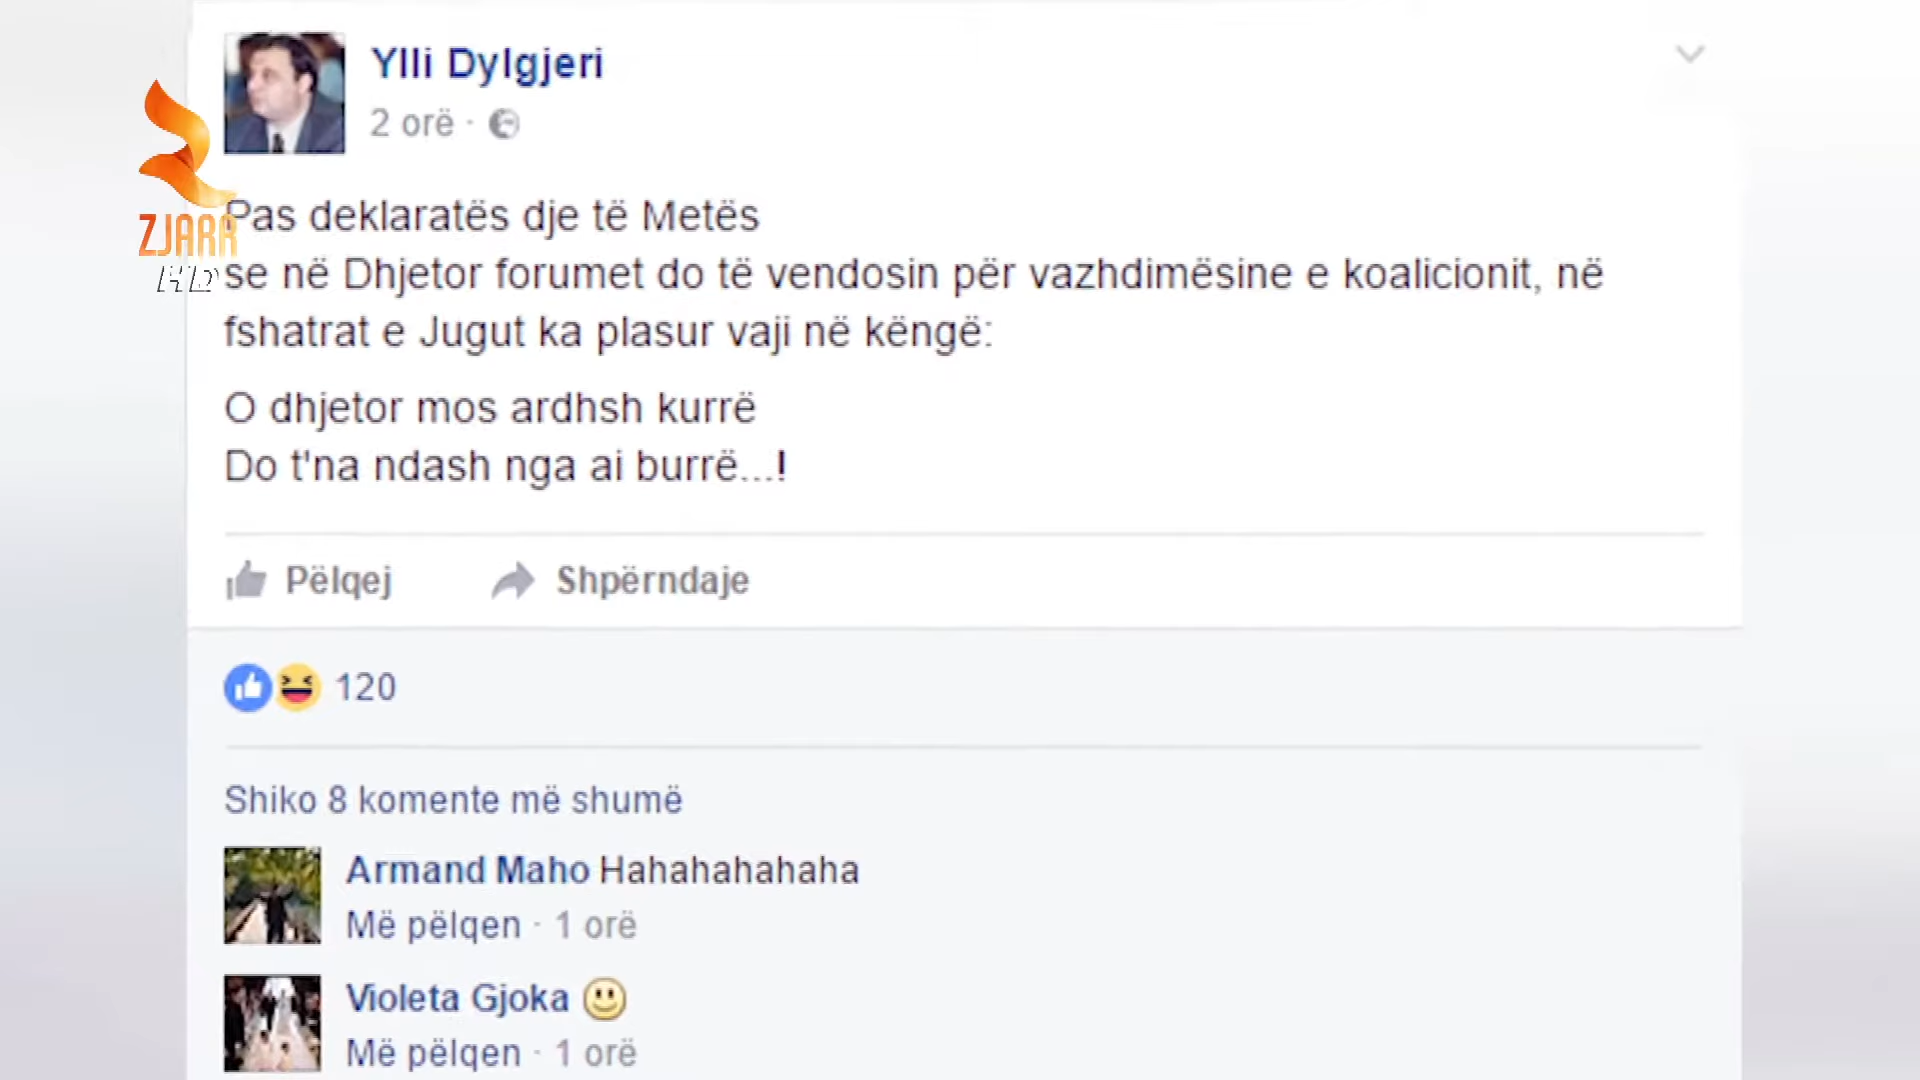 Ylli Dylgjeri
2 orë ·
ZJARR
HD
Pas deklaratës dje të Metës
se në Dhjetor forumet do të vendosin për vazhdimësine e koalicionit, në
fshatrat e Jugut ka plasur vaji në këngë:
O dhjetor mos ardhsh kurrë
Do t'na ndash nga ai burrë...!
Pëlqej Shpërndaje
120
Shiko 8 komente më shumë
Armand Maho Hahahahahaha
Më pëlqen · 1 orë
Violeta Gjoka
Më pëlqen · 1 orë